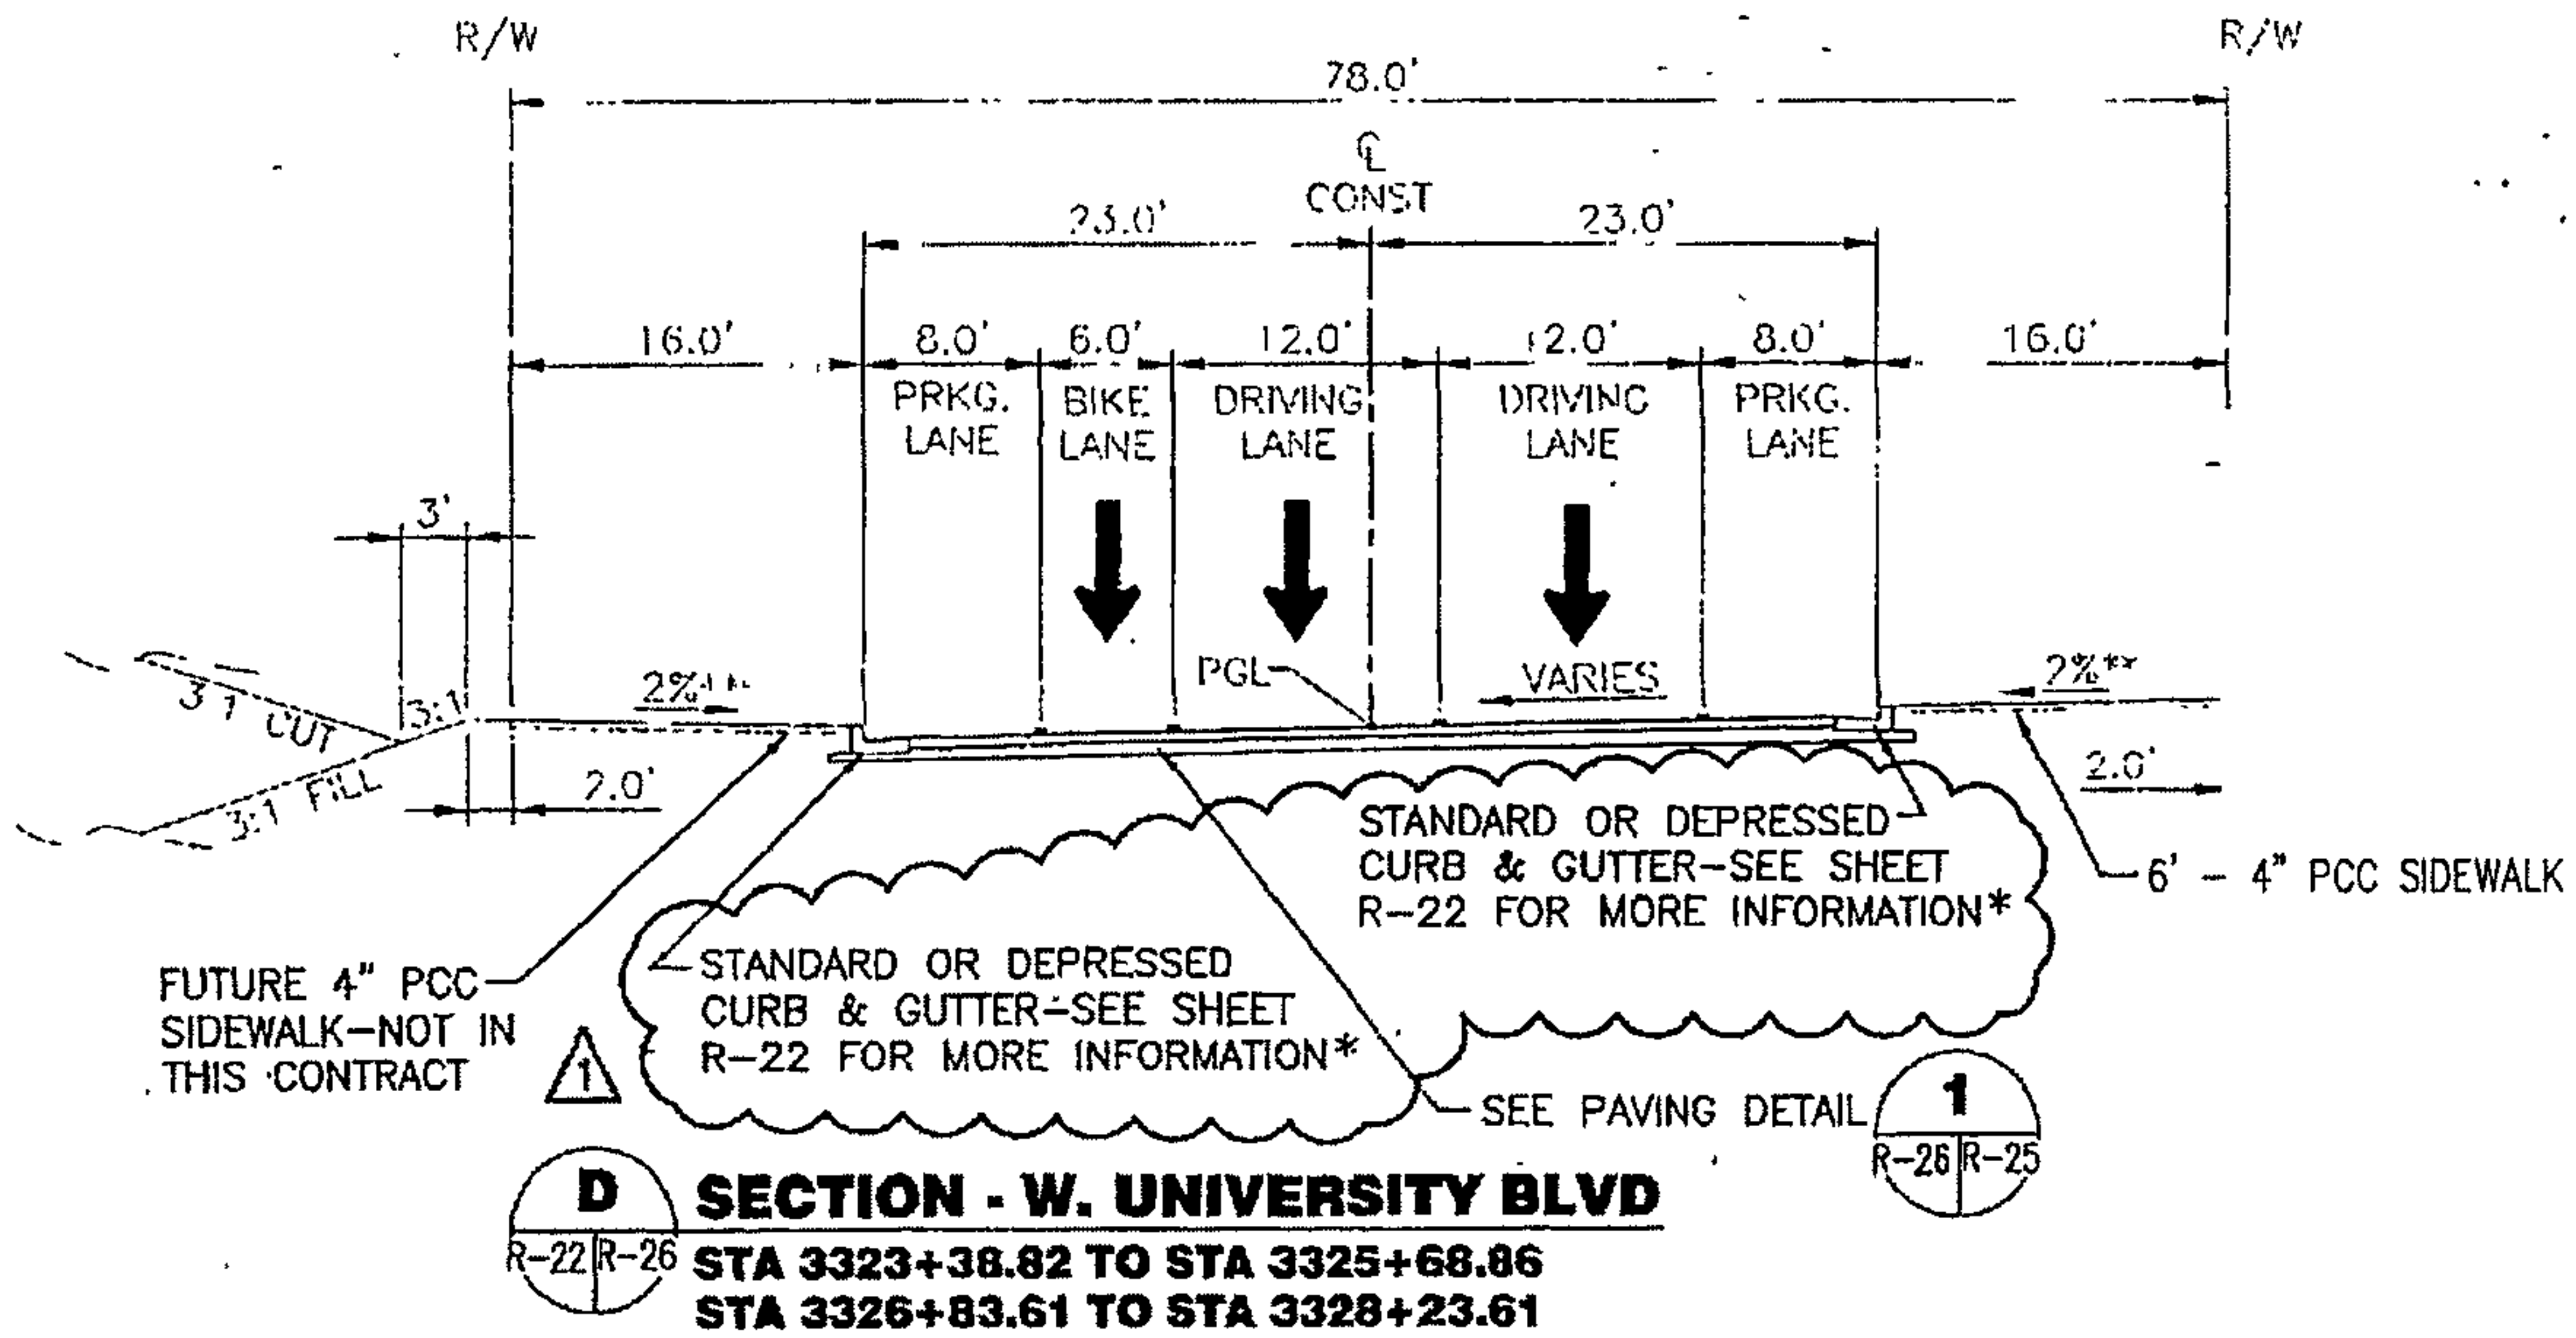 R/W
R/W
78.0'
CL
CONST
23.0'
23.0'
16.0'
8.0'
6.0'
12.0'
12.0'
8.0'
16.0'
PRKG.
LANE
BIKE
LANE
DRIVING
LANE
DRIVING
LANE
PRKG.
LANE
3'
PGL
VARIES
2%**
2%**
3:1 CUT
3:1
3:1 FILL
2.0'
2.0'
STANDARD OR DEPRESSED
CURB & GUTTER-SEE SHEET
R-22 FOR MORE INFORMATION*
6' - 4" PCC SIDEWALK
STANDARD OR DEPRESSED
CURB & GUTTER-SEE SHEET
R-22 FOR MORE INFORMATION*
FUTURE 4" PCC
SIDEWALK-NOT IN
THIS CONTRACT
1
SEE PAVING DETAIL
1
R-26 R-25
D
R-22 R-26
SECTION - W. UNIVERSITY BLVD
STA 3323+38.82 TO STA 3325+68.86
STA 3326+83.61 TO STA 3328+23.61